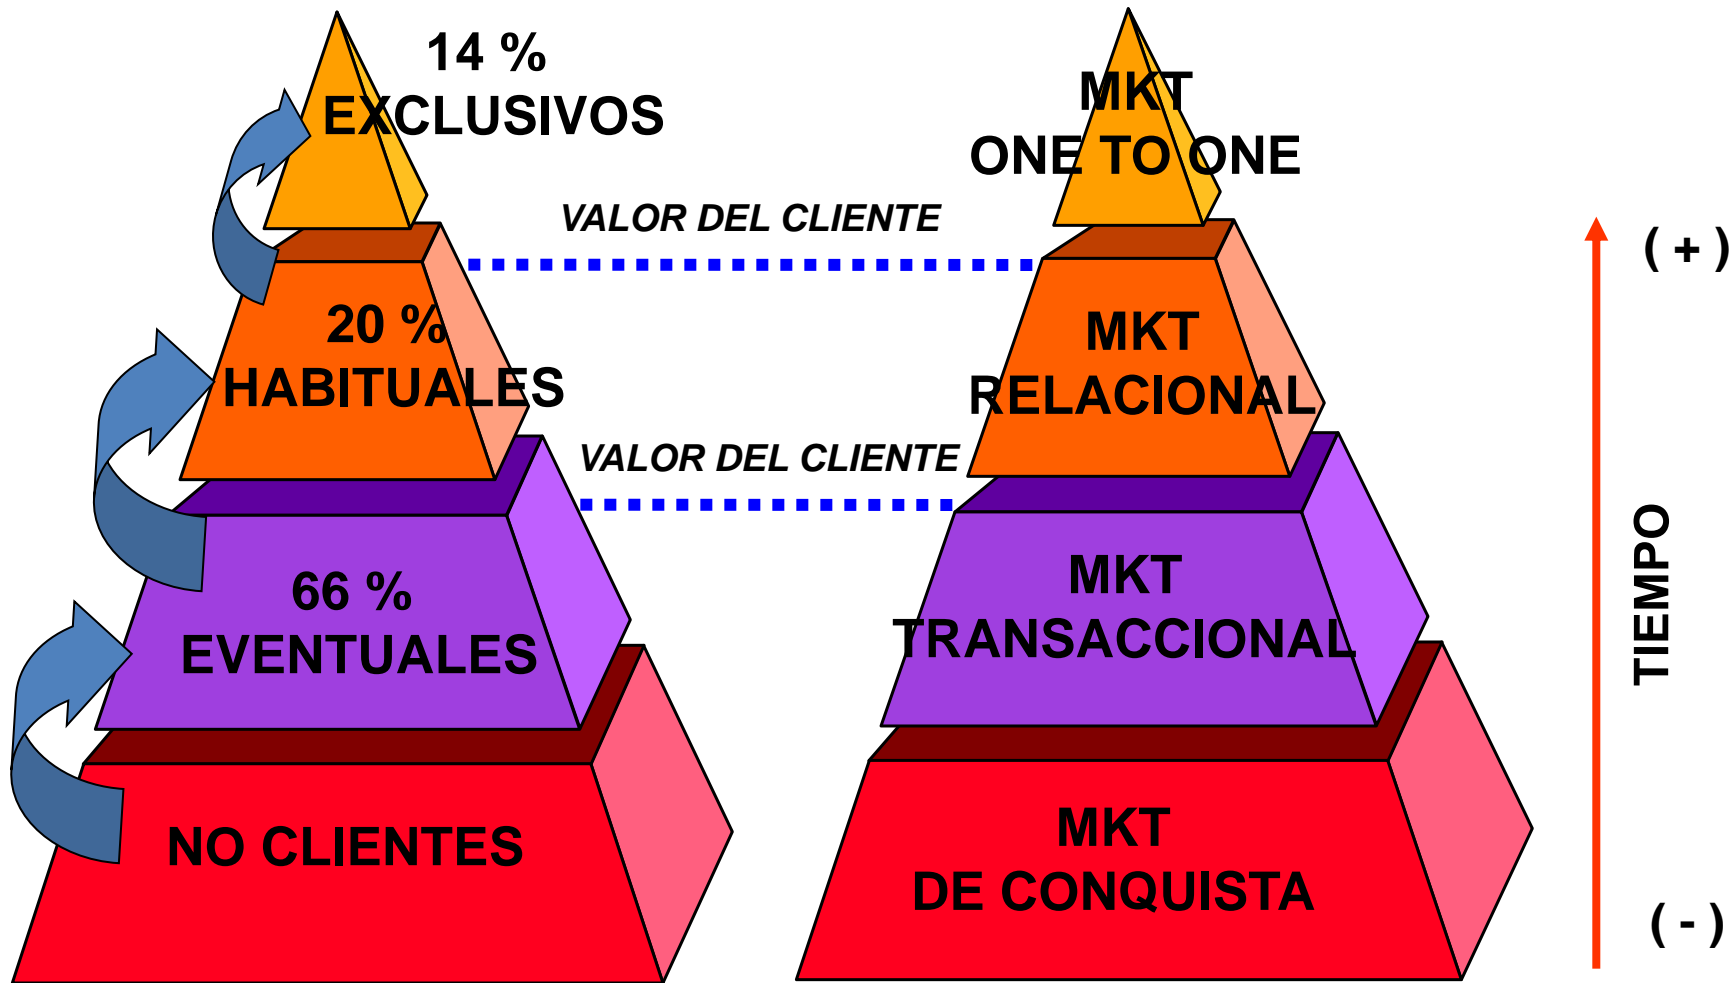 14 %
EXCLUSIVOS
VALOR DEL CLIENTE
20 %
HABITUALES
VALOR DEL CLIENTE
66 %
EVENTUALES
NO CLIENTES
MKT
ONE TO ONE
MKT
RELACIONAL
MKT
TRANSACCIONAL
MKT
DE CONQUISTA
( + )
TIEMPO
( - )